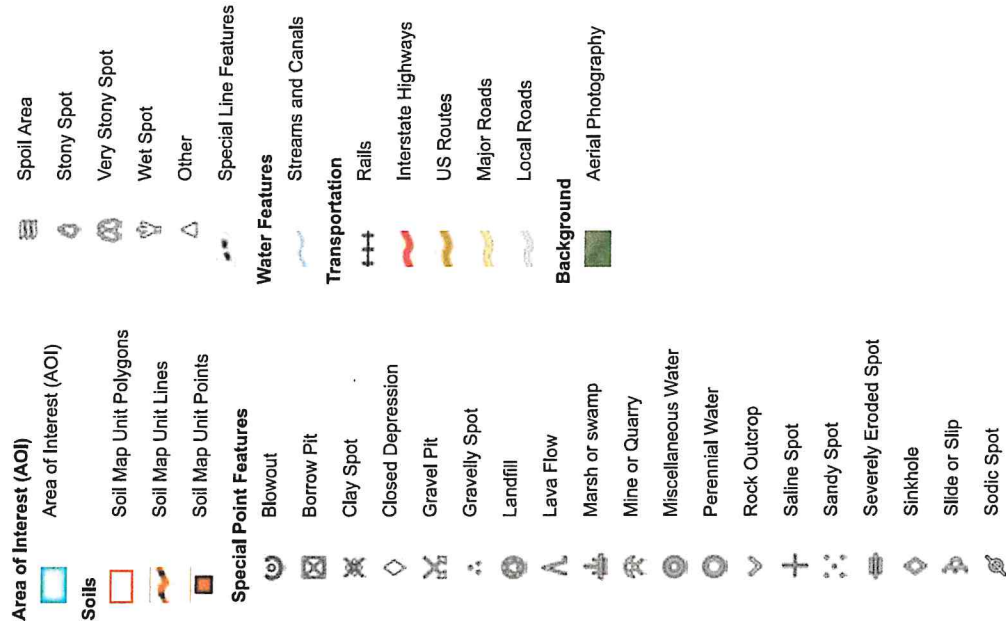 Area of Interest (AOI)
Area of Interest (AOI)
Soils
Soil Map Unit Polygons
Soil Map Unit Lines
Soil Map Unit Points
Special Point Features
Blowout
Borrow Pit
Clay Spot
Closed Depression
Gravel Pit
Gravelly Spot
Landfill
Lava Flow
Marsh or swamp
Mine or Quarry
Miscellaneous Water
Perennial Water
Rock Outcrop
Saline Spot
Sandy Spot
Severely Eroded Spot
Sinkhole
Slide or Slip
Sodic Spot
Spoil Area
Stony Spot
Very Stony Spot
Wet Spot
Other
Special Line Features
Water Features
Streams and Canals
Transportation
Rails
Interstate Highways
US Routes
Major Roads
Local Roads
Background
Aerial Photography